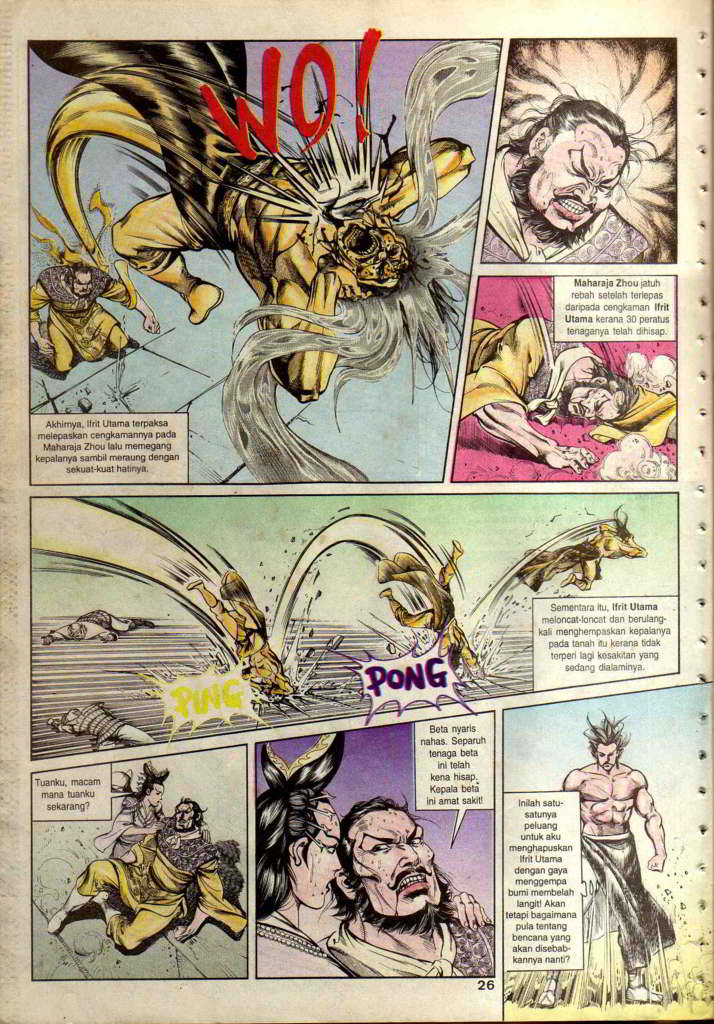 WO!
Akhirnya, Ifrit Utama terpaksa
melepaskan cengkamannya pada
Maharaja Zhou lalu memegang
kepalanya sambil meraung dengan
sekuat-kuat hatinya.
Maharaja Zhou jatuh
rebah setelah terlepas
daripada cengkaman Ifrit
Utama kerana 30 peratus
tenaganya telah dihisap.
Sementara itu, Ifrit Utama
meloncat-loncat dan berulang-
kali menghempaskan kepalanya
pada tanah itu kerana tidak
terperi lagi kesakitan yang
sedang dialaminya.
PING
PONG
Tuanku, macam
mana tuanku
sekarang?
Beta nyaris
nahas. Separuh
tenaga beta
ini telah
kena hisap.
Kepala beta
ini amat sakit!
Inilah satu-
satunya
peluang
untuk aku
menghapuskan
Ifrit Utama
dengan gaya
menggempa
bumi membelah
langit! Akan
tetapi bagaimana
pula tentang
bencana yang
akan disebab-
kannya nanti?
26